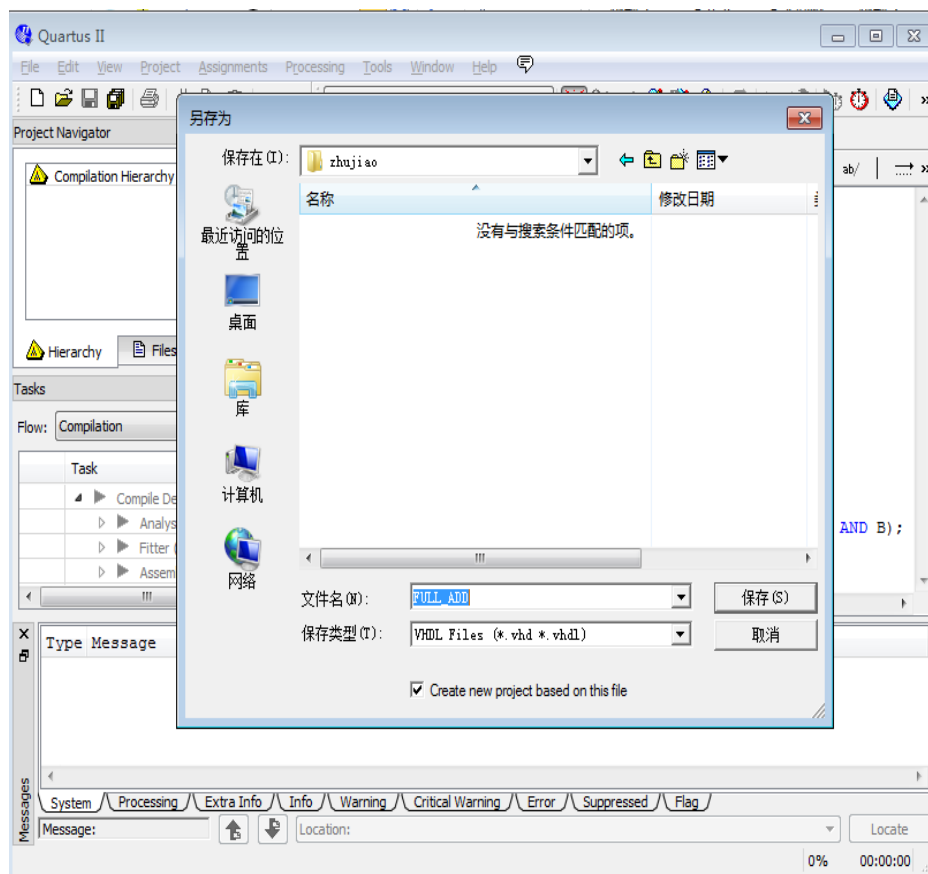 Quartus II
File Edit View Project Assignments Processing Tools Window Help
Project Navigator
Compilation Hierarchy
Hierarchy Files
Tasks
Flow: Compilation
Task
Compile De
Analys
Fitter (
Assem
另存为
保存在(I): zhujiao
名称 修改日期
没有与搜索条件匹配的项。
最近访问的位
置
桌面
库
计算机
网络
文件名(N): FULL_ADD 保存(S)
保存类型(T): VHDL Files (*.vhd *.vhdl) 取消
Create new project based on this file
ab/
AND B);
Type Message
Messages
System Processing Extra Info Info Warning Critical Warning Error Suppressed Flag
Message: Location: Locate
0% 00:00:00